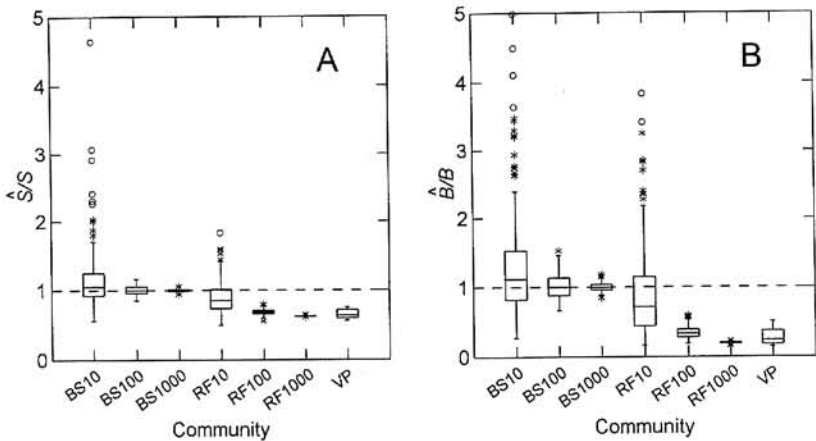 A
5
4
3
2
1
0
Ŝ/S
BS10
BS100
BS1000
RF10
RF100
RF1000
VP
Community
B
5
4
3
2
1
0
B̂/B
BS10
BS100
BS1000
RF10
RF100
RF1000
VP
Community